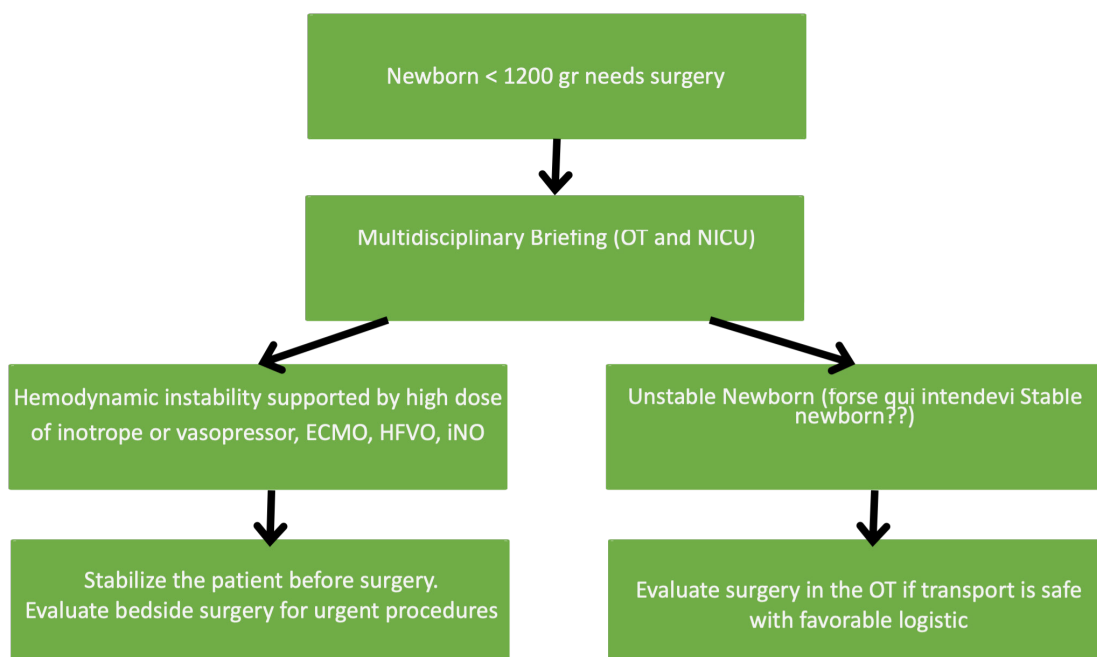 Newborn < 1200 gr needs surgery
Multidisciplinary Briefing (OT and NICU)
Hemodynamic instability supported by high dose
of inotrope or vasopressor, ECMO, HFVO, iNO
Unstable Newborn (forse qui intendevi Stable
newborn??)
Stabilize the patient before surgery.
Evaluate bedside surgery for urgent procedures
Evaluate surgery in the OT if transport is safe
with favorable logistic